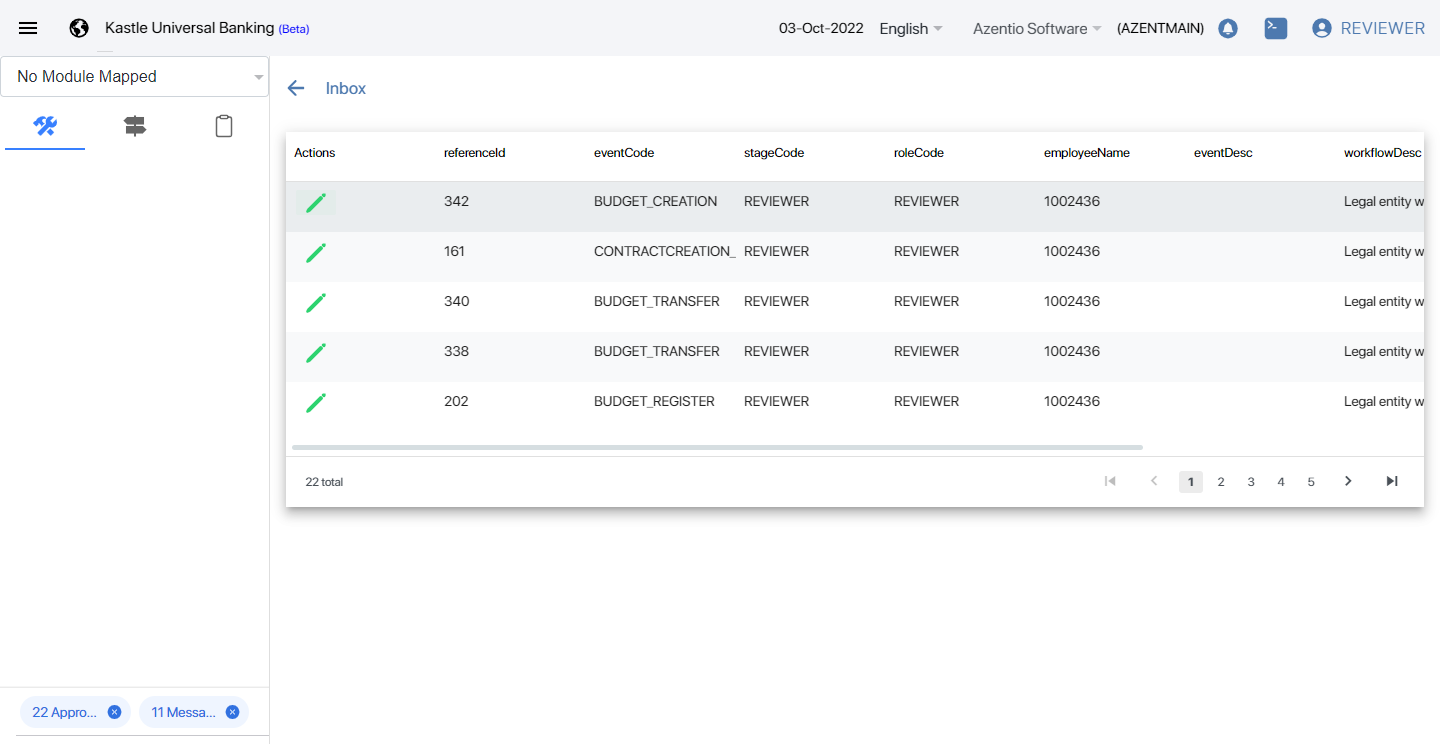 Kastle Universal Banking (Beta) 03-Oct-2022 English Azentio Software (AZENTMAIN) REVIEWER
No Module Mapped
Inbox
Actions referenceId eventCode stageCode roleCode employeeName eventDesc workflowDesc
342 BUDGET_CREATION REVIEWER REVIEWER 1002436 Legal entity w
161 CONTRACTCREATION_ REVIEWER REVIEWER 1002436 Legal entity w
340 BUDGET_TRANSFER REVIEWER REVIEWER 1002436 Legal entity w
338 BUDGET_TRANSFER REVIEWER REVIEWER 1002436 Legal entity w
202 BUDGET_REGISTER REVIEWER REVIEWER 1002436 Legal entity w
22 total 1 2 3 4 5
22 Appro... 11 Messa...